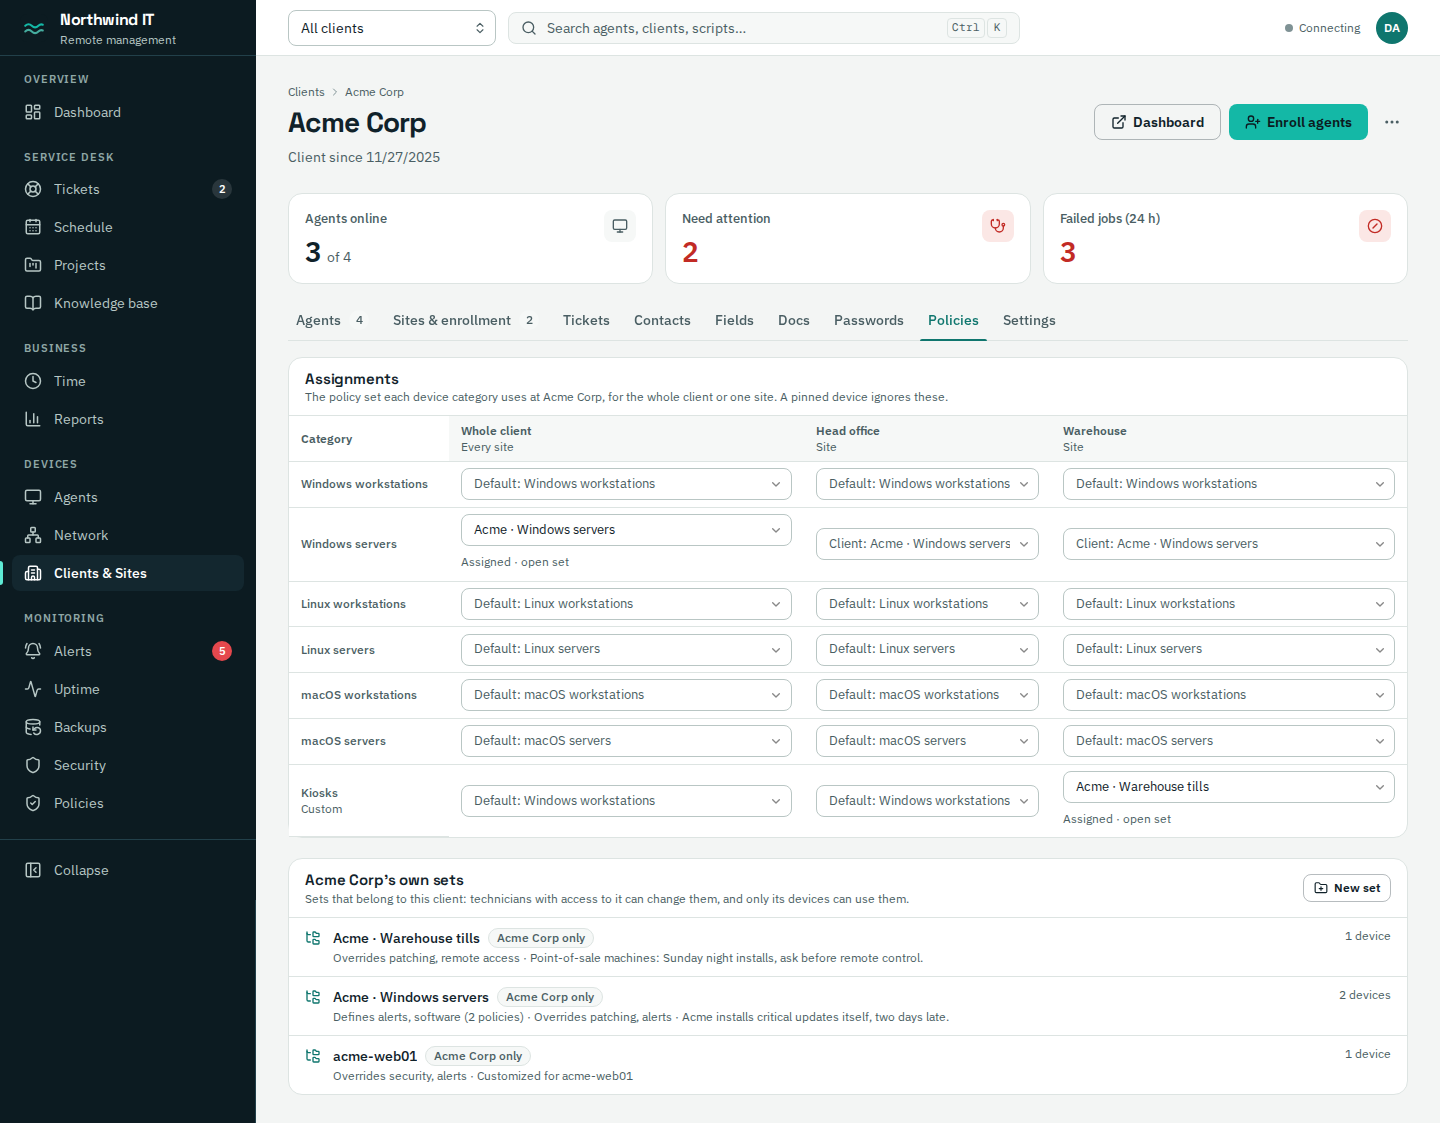 Northwind IT
Remote management
All clients
Search agents, clients, scripts...
Ctrl K
Connecting
DA
OVERVIEW
Dashboard
SERVICE DESK
Tickets 2
Schedule
Projects
Knowledge base
BUSINESS
Time
Reports
DEVICES
Agents
Network
Clients & Sites
MONITORING
Alerts 5
Uptime
Backups
Security
Policies
Collapse
Clients > Acme Corp
Acme Corp
Client since 11/27/2025
Dashboard
Enroll agents
Agents online
3 of 4
Need attention
2
Failed jobs (24 h)
3
Agents 4 Sites & enrollment 2 Tickets Contacts Fields Docs Passwords Policies Settings
Assignments
The policy set each device category uses at Acme Corp, for the whole client or one site. A pinned device ignores these.
Category
Whole client
Every site
Head office
Site
Warehouse
Site
Windows workstations Default: Windows workstations Default: Windows workstations Default: Windows workstations
Windows servers Acme · Windows servers Client: Acme · Windows servers Client: Acme · Windows servers
Assigned · open set
Linux workstations Default: Linux workstations Default: Linux workstations Default: Linux workstations
Linux servers Default: Linux servers Default: Linux servers Default: Linux servers
macOS workstations Default: macOS workstations Default: macOS workstations Default: macOS workstations
macOS servers Default: macOS servers Default: macOS servers Default: macOS servers
Kiosks
Custom
Default: Windows workstations Default: Windows workstations Acme · Warehouse tills
Assigned · open set
Acme Corp's own sets
Sets that belong to this client: technicians with access to it can change them, and only its devices can use them.
New set
Acme · Warehouse tills Acme Corp only 1 device
Overrides patching, remote access · Point-of-sale machines: Sunday night installs, ask before remote control.
Acme · Windows servers Acme Corp only 2 devices
Defines alerts, software (2 policies) · Overrides patching, alerts · Acme installs critical updates itself, two days late.
acme-web01 Acme Corp only 1 device
Overrides security, alerts · Customized for acme-web01